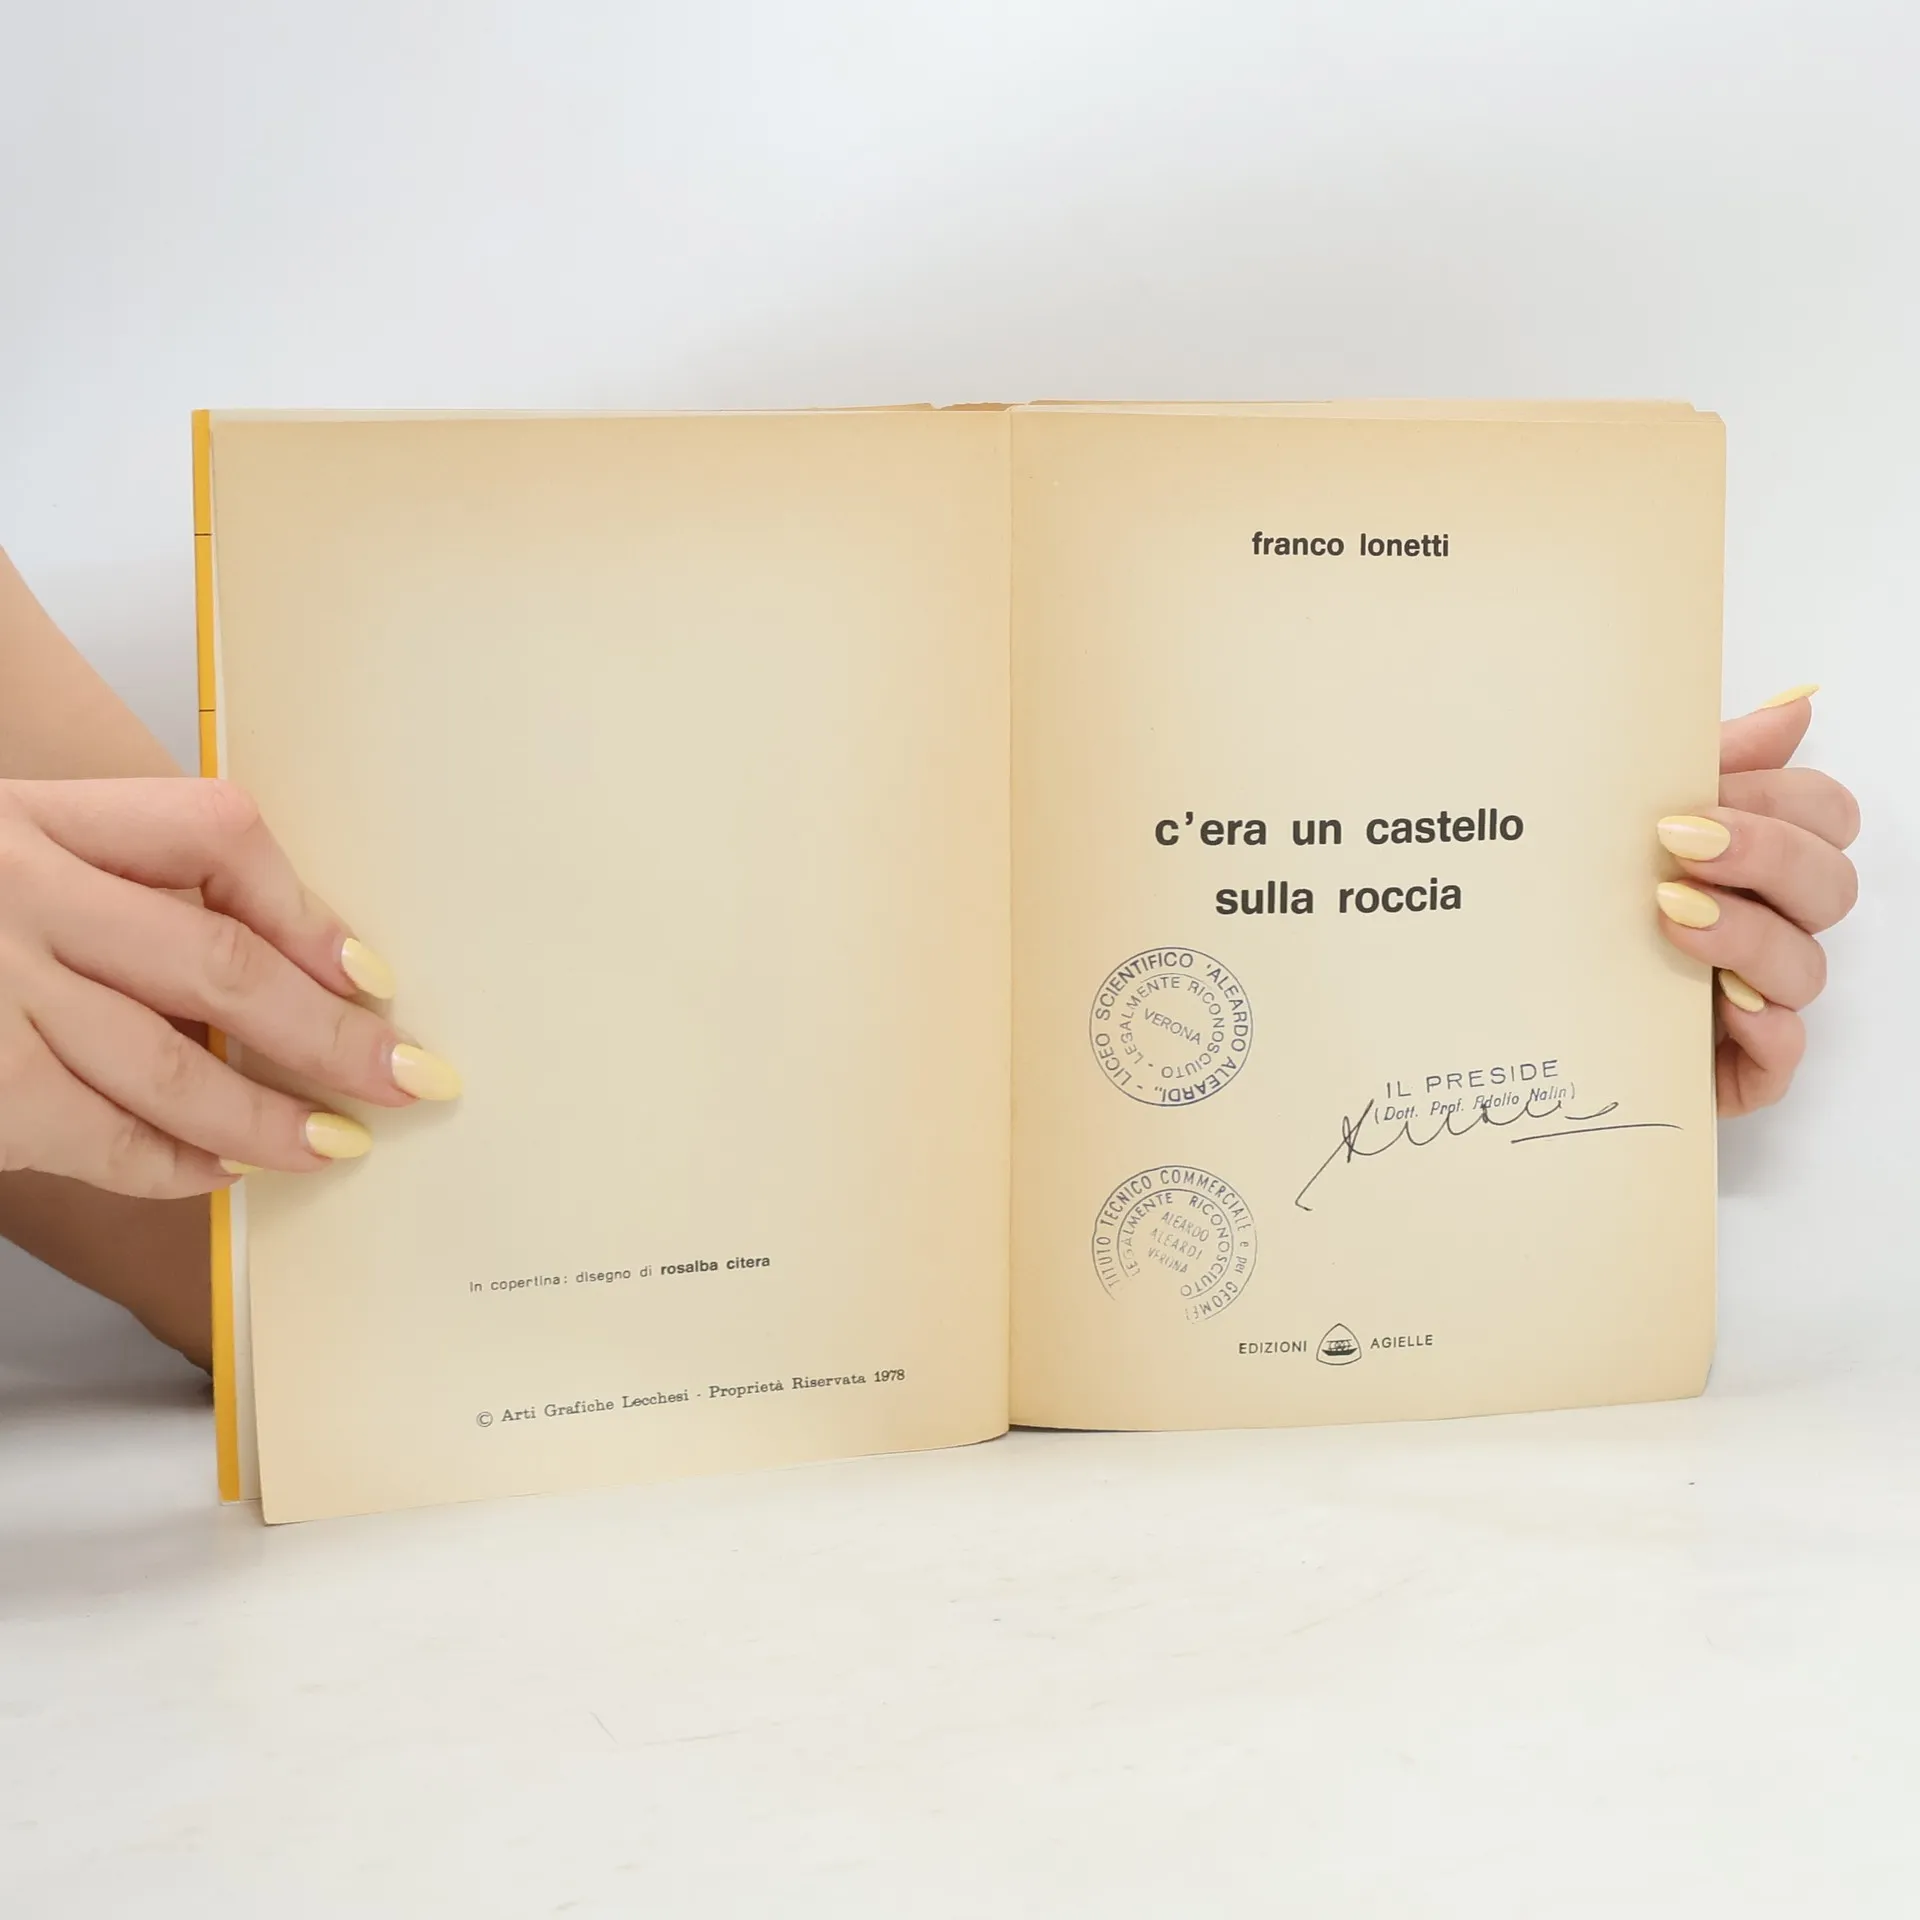 In copertina: disegno di rosalba citera
© Arti Grafiche Lecchesi - Proprietà Riservata 1978
franco lonetti
c'era un castello
sulla roccia
LICEO SCIENTIFICO "ALEARDO ALEARDI" -
LEGALMENTE RICONOSCIUTO -
VERONA
IL PRESIDE
(Dott. Prof. Adolio Nalin)
TITUTO TECNICO COMMERCIALE e per GEOME
LEGALMENTE RICONOSCIUTO
ALEARDO
ALEARDI
VERONA
EDIZIONI AGIELLE